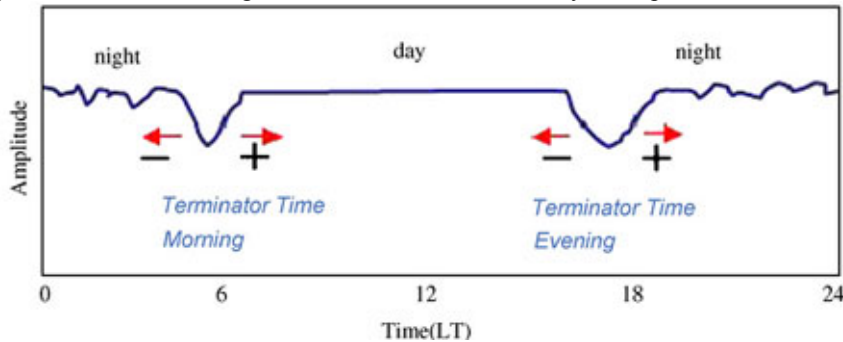 night
day
night
Amplitude
−
+
−
+
Terminator Time
Morning
Terminator Time
Evening
0
6
12
18
24
Time(LT)